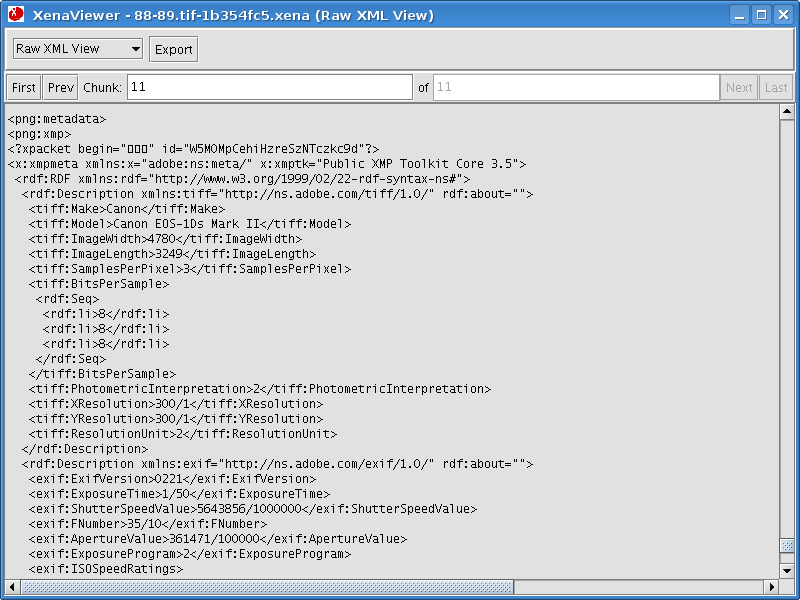 XenaViewer - 88-89.tif-1b354fc5.xena (Raw XML View)
Raw XML View Export
First Prev Chunk: 11 of 11 Next Last
<png:metadata>
<png:xmp>
<?xpacket begin="□□□" id="W5M0MpCehiHzreSzNTczkc9d"?>
<x:xmpmeta xmlns:x="adobe:ns:meta/" x:xmptk="Public XMP Toolkit Core 3.5">
<rdf:RDF xmlns:rdf="http://www.w3.org/1999/02/22-rdf-syntax-ns#">
<rdf:Description xmlns:tiff="http://ns.adobe.com/tiff/1.0/" rdf:about="">
<tiff:Make>Canon</tiff:Make>
<tiff:Model>Canon EOS-1Ds Mark II</tiff:Model>
<tiff:ImageWidth>4780</tiff:ImageWidth>
<tiff:ImageLength>3249</tiff:ImageLength>
<tiff:SamplesPerPixel>3</tiff:SamplesPerPixel>
<tiff:BitsPerSample>
<rdf:Seq>
<rdf:li>8</rdf:li>
<rdf:li>8</rdf:li>
<rdf:li>8</rdf:li>
</rdf:Seq>
</tiff:BitsPerSample>
<tiff:PhotometricInterpretation>2</tiff:PhotometricInterpretation>
<tiff:XResolution>300/1</tiff:XResolution>
<tiff:YResolution>300/1</tiff:YResolution>
<tiff:ResolutionUnit>2</tiff:ResolutionUnit>
</rdf:Description>
<rdf:Description xmlns:exif="http://ns.adobe.com/exif/1.0/" rdf:about="">
<exif:ExifVersion>0221</exif:ExifVersion>
<exif:ExposureTime>1/50</exif:ExposureTime>
<exif:ShutterSpeedValue>5643856/1000000</exif:ShutterSpeedValue>
<exif:FNumber>35/10</exif:FNumber>
<exif:ApertureValue>361471/100000</exif:ApertureValue>
<exif:ExposureProgram>2</exif:ExposureProgram>
<exif:ISOSpeedRatings>